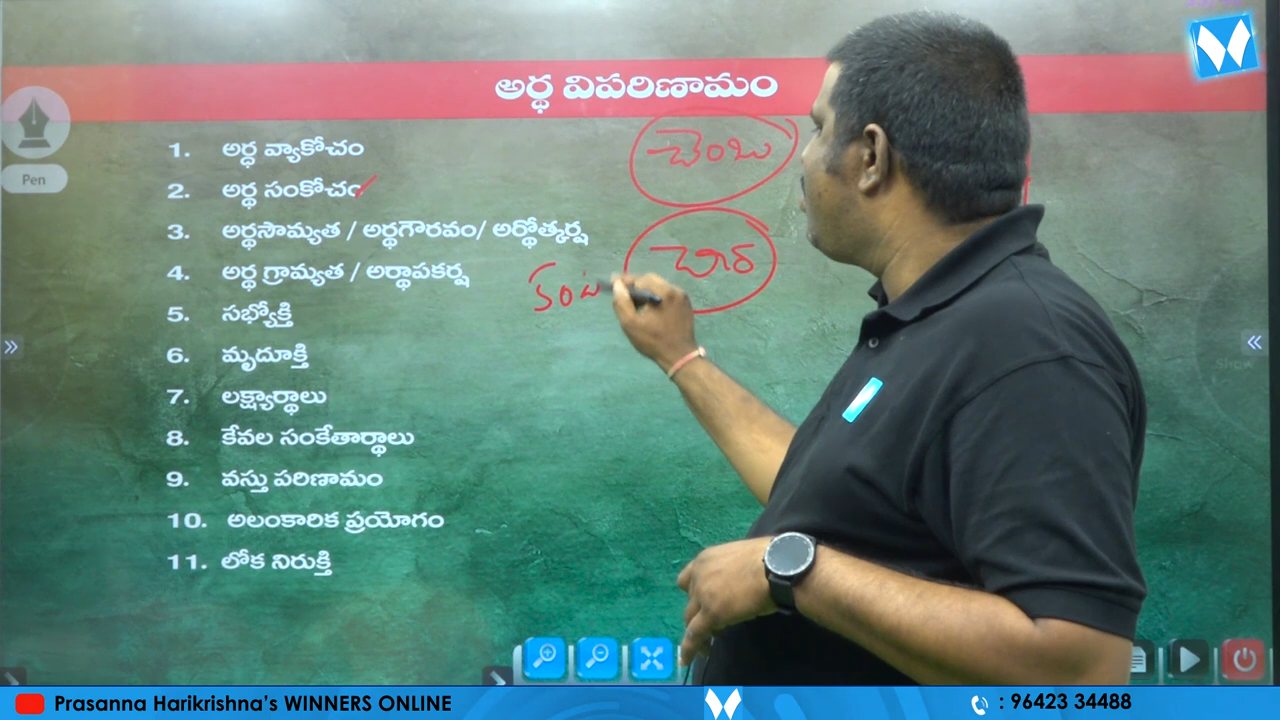 అర్థ విపరిణామం
Pen
1. అర్థ వ్యాకోచం
2. అర్థ సంకోచం
3. అర్థసౌమ్యత / అర్థగౌరవం/ అర్థోత్కర్ష
4. అర్థ గ్రామ్యత / అర్థాపకర్ష
5. సభ్యోక్తి
6. మృదూక్తి
7. లక్ష్యార్థాలు
8. కేవల సంకేతార్థాలు
9. వస్తు పరిణామం
10. అలంకారిక ప్రయోగం
11. లోక నిరుక్తి
చెంబు
చీర
Show
Prasanna Harikrishna's WINNERS ONLINE
: 96423 34488